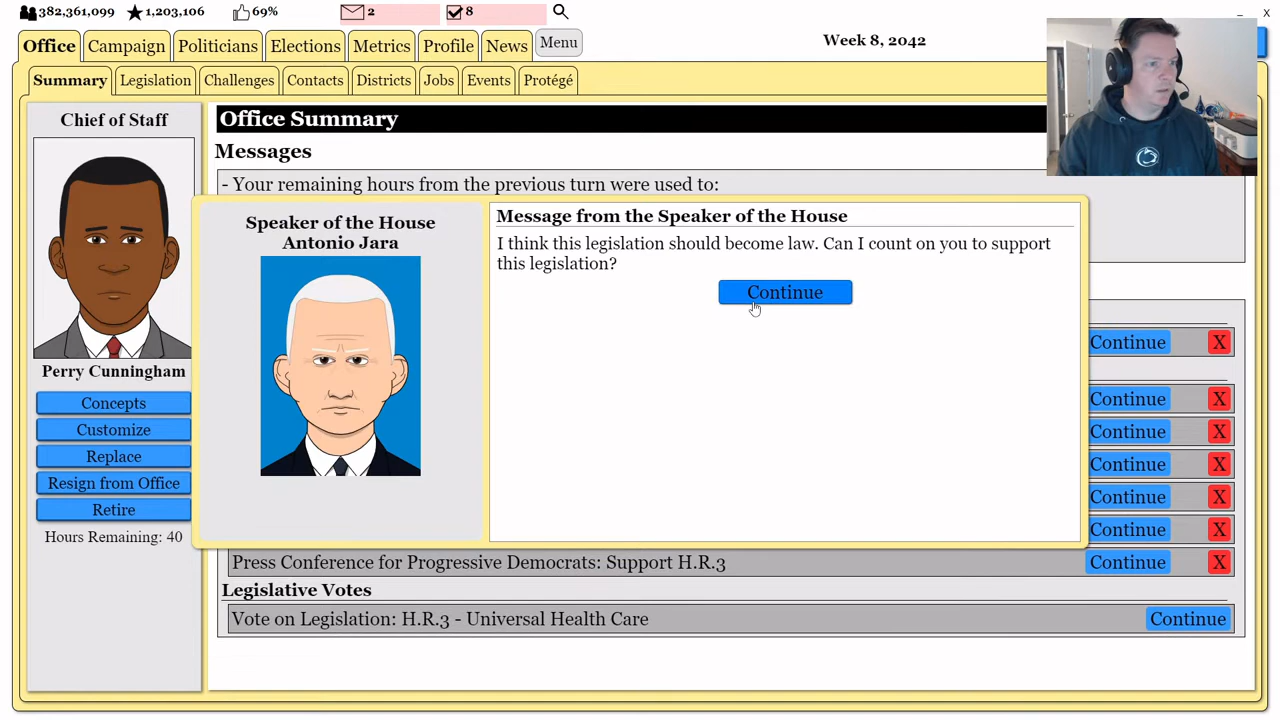 382,361,099
1,203,106
69%
2
8
_ X
Office
Campaign
Politicians
Elections
Metrics
Profile
News
Menu
Week 8, 2042
Summary
Legislation
Challenges
Contacts
Districts
Jobs
Events
Protégé
Chief of Staff
Perry Cunningham
Concepts
Customize
Replace
Resign from Office
Retire
Hours Remaining: 40
Office Summary
Messages
- Your remaining hours from the previous turn were used to:
Speaker of the House
Antonio Jara
Message from the Speaker of the House
I think this legislation should become law. Can I count on you to support
this legislation?
Continue
Continue X
Continue X
Continue X
Continue X
Continue X
Continue X
Press Conference for Progressive Democrats: Support H.R.3 Continue X
Legislative Votes
Vote on Legislation: H.R.3 - Universal Health Care Continue